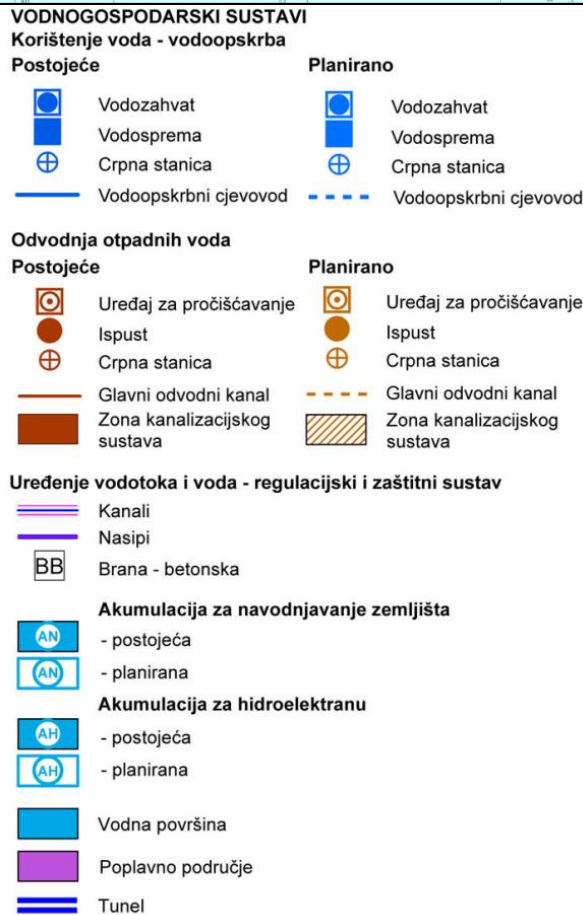 VODNOGOSPODARSKI SUSTAVI
Korištenje voda - vodoopskrba
Postojeće
Planirano
Vodozahvat
Vodozahvat
Vodosprema
Vodosprema
Crpna stanica
Crpna stanica
Vodoopskrbni cjevovod
Vodoopskrbni cjevovod
Odvodnja otpadnih voda
Postojeće
Planirano
Uređaj za pročišćavanje
Uređaj za pročišćavanje
Ispust
Ispust
Crpna stanica
Crpna stanica
Glavni odvodni kanal
Glavni odvodni kanal
Zona kanalizacijskog
sustava
Zona kanalizacijskog
sustava
Uređenje vodotoka i voda - regulacijski i zaštitni sustav
Kanali
Nasipi
BB Brana - betonska
Akumulacija za navodnjavanje zemljišta
AN - postojeća
AN - planirana
Akumulacija za hidroelektranu
AH - postojeća
AH - planirana
Vodna površina
Poplavno područje
Tunel